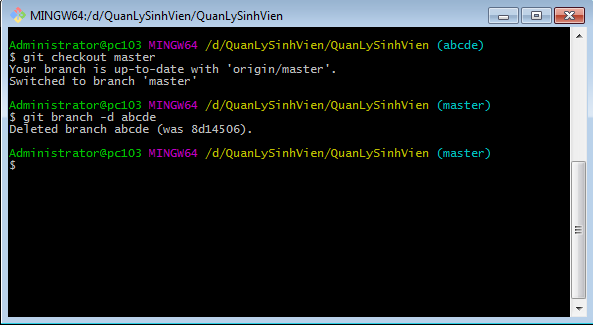 MINGW64:/d/QuanLySinhVien/QuanLySinhVien
Administrator@pc103 MINGW64 /d/QuanLySinhVien/QuanLySinhVien (abcde)
$ git checkout master
Your branch is up-to-date with 'origin/master'.
Switched to branch 'master'
Administrator@pc103 MINGW64 /d/QuanLySinhVien/QuanLySinhVien (master)
$ git branch -d abcde
Deleted branch abcde (was 8d14506).
Administrator@pc103 MINGW64 /d/QuanLySinhVien/QuanLySinhVien (master)
$